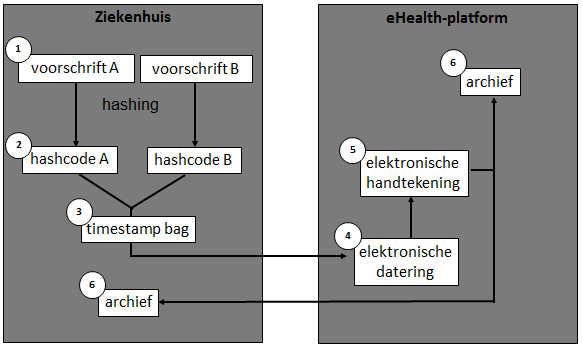 Ziekenhuis
1
voorschrift A
voorschrift B
hashing
2
hashcode A
hashcode B
3
timestamp bag
6
archief
eHealth-platform
6
archief
5
elektronische
handtekening
4
elektronische
datering